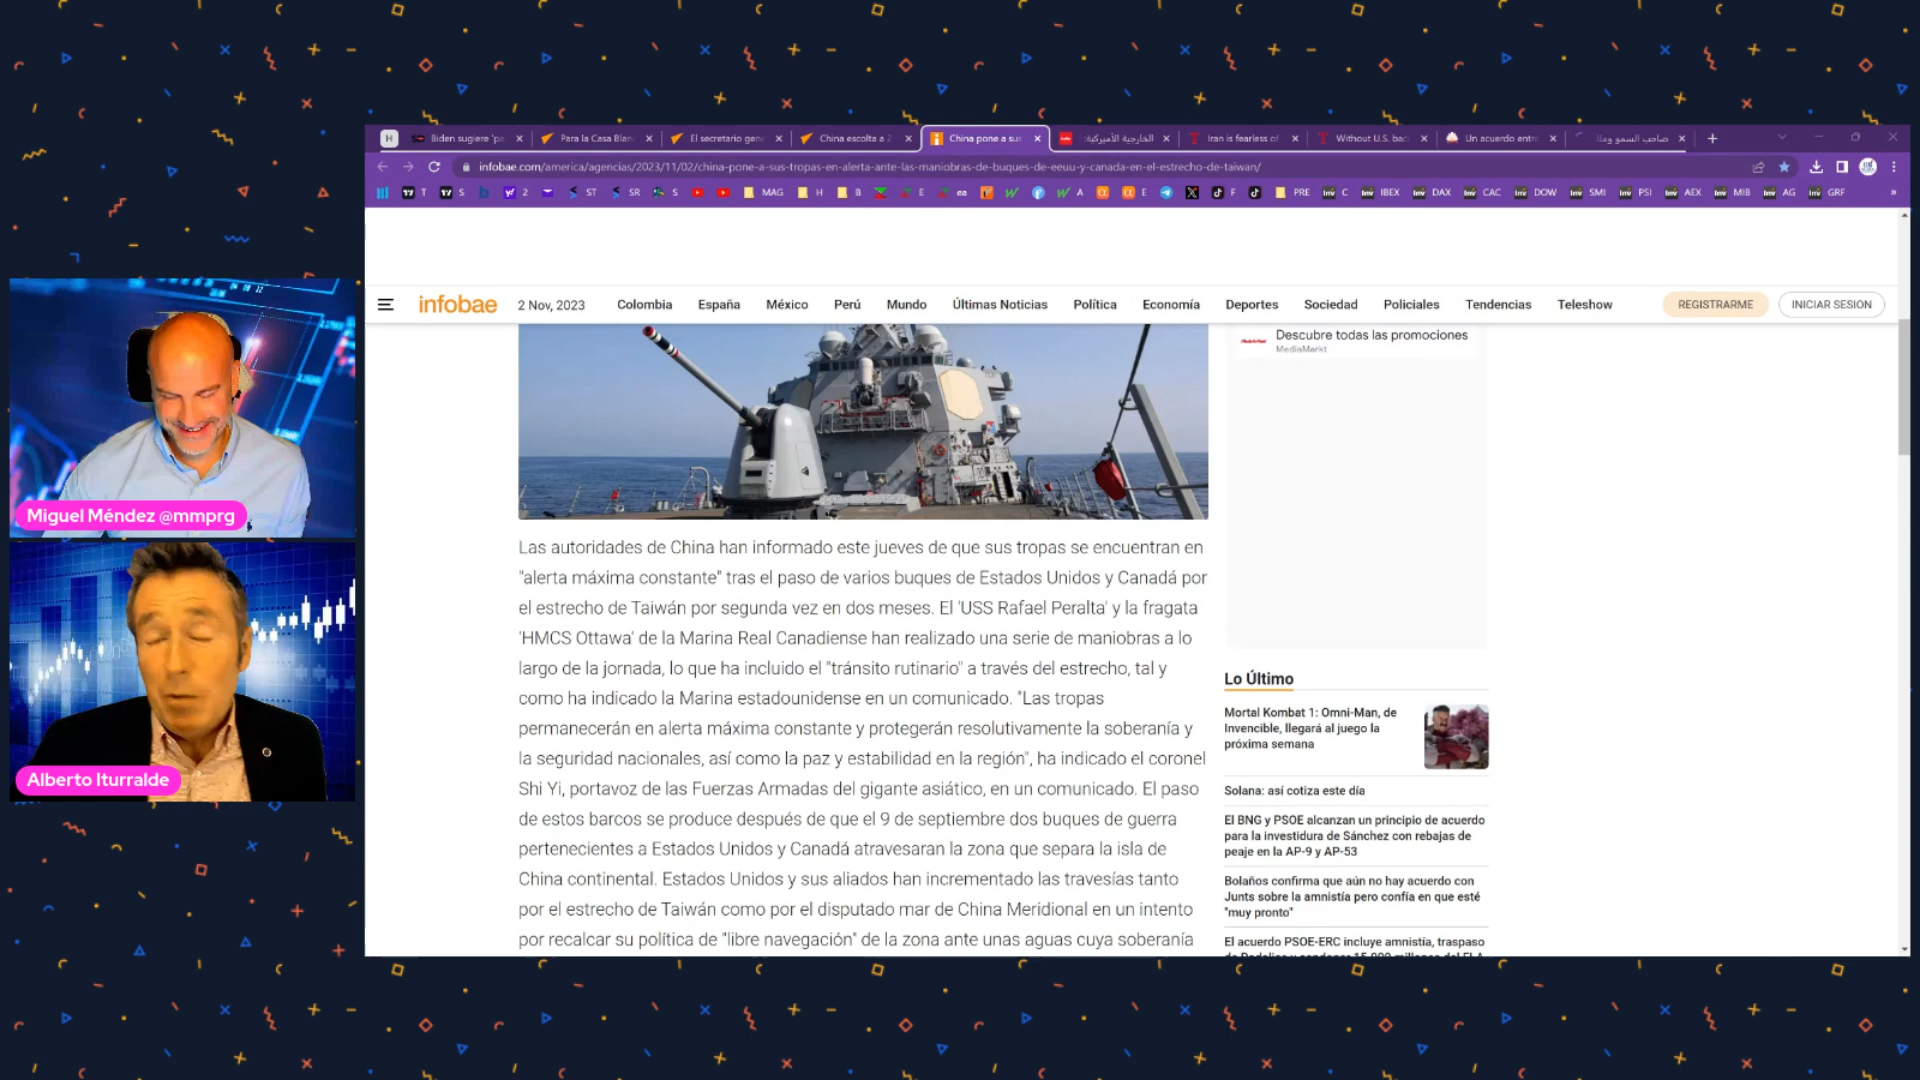 H
Biden sugiere 'pa
Para la Casa Blan
El secretario gene
China escolta a 2
China pone a sus
الخارجية الأميركية:
Iran is fearless of
Without U.S. bac
Un acuerdo entre
صاحب السمو وملا
infobae.com/america/agencias/2023/11/02/china-pone-a-sus-tropas-en-alerta-ante-las-maniobras-de-buques-de-eeuu-y-canada-en-el-estrecho-de-taiwan/
T S 2 ST SR S MAG H B E ea A E F PRE C IBEX DAX CAC DOW SMI PSI AEX MIB AG GRF
infobae
2 Nov, 2023
Colombia España México Perú Mundo Últimas Noticias Política Economía Deportes Sociedad Policiales Tendencias Teleshow
REGISTRARME
INICIAR SESION
Descubre todas las promociones
MediaMarkt
Las autoridades de China han informado este jueves de que sus tropas se encuentran en
"alerta máxima constante" tras el paso de varios buques de Estados Unidos y Canadá por
el estrecho de Taiwán por segunda vez en dos meses. El 'USS Rafael Peralta' y la fragata
'HMCS Ottawa' de la Marina Real Canadiense han realizado una serie de maniobras a lo
largo de la jornada, lo que ha incluido el "tránsito rutinario" a través del estrecho, tal y
como ha indicado la Marina estadounidense en un comunicado. "Las tropas
permanecerán en alerta máxima constante y protegerán resolutivamente la soberanía y
la seguridad nacionales, así como la paz y estabilidad en la región", ha indicado el coronel
Shi Yi, portavoz de las Fuerzas Armadas del gigante asiático, en un comunicado. El paso
de estos barcos se produce después de que el 9 de septiembre dos buques de guerra
pertenecientes a Estados Unidos y Canadá atravesaran la zona que separa la isla de
China continental. Estados Unidos y sus aliados han incrementado las travesías tanto
por el estrecho de Taiwán como por el disputado mar de China Meridional en un intento
por recalcar su política de "libre navegación" de la zona ante unas aguas cuya soberanía
Lo Último
Mortal Kombat 1: Omni-Man, de
Invencible, llegará al juego la
próxima semana
Solana: así cotiza este día
El BNG y PSOE alcanzan un principio de acuerdo
para la investidura de Sánchez con rebajas de
peaje en la AP-9 y AP-53
Bolaños confirma que aún no hay acuerdo con
Junts sobre la amnistía pero confía en que esté
"muy pronto"
El acuerdo PSOE-ERC incluye amnistía, traspaso
Miguel Méndez @mmprg
Alberto Iturralde